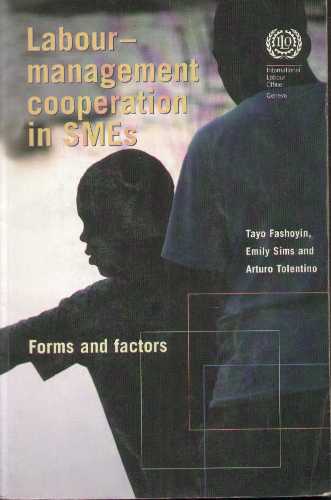 Labour–
management
cooperation
in SMEs
ILO
International
Labour
Office
Geneva
Tayo Fashoyin,
Emily Sims and
Arturo Tolentino
Forms and factors